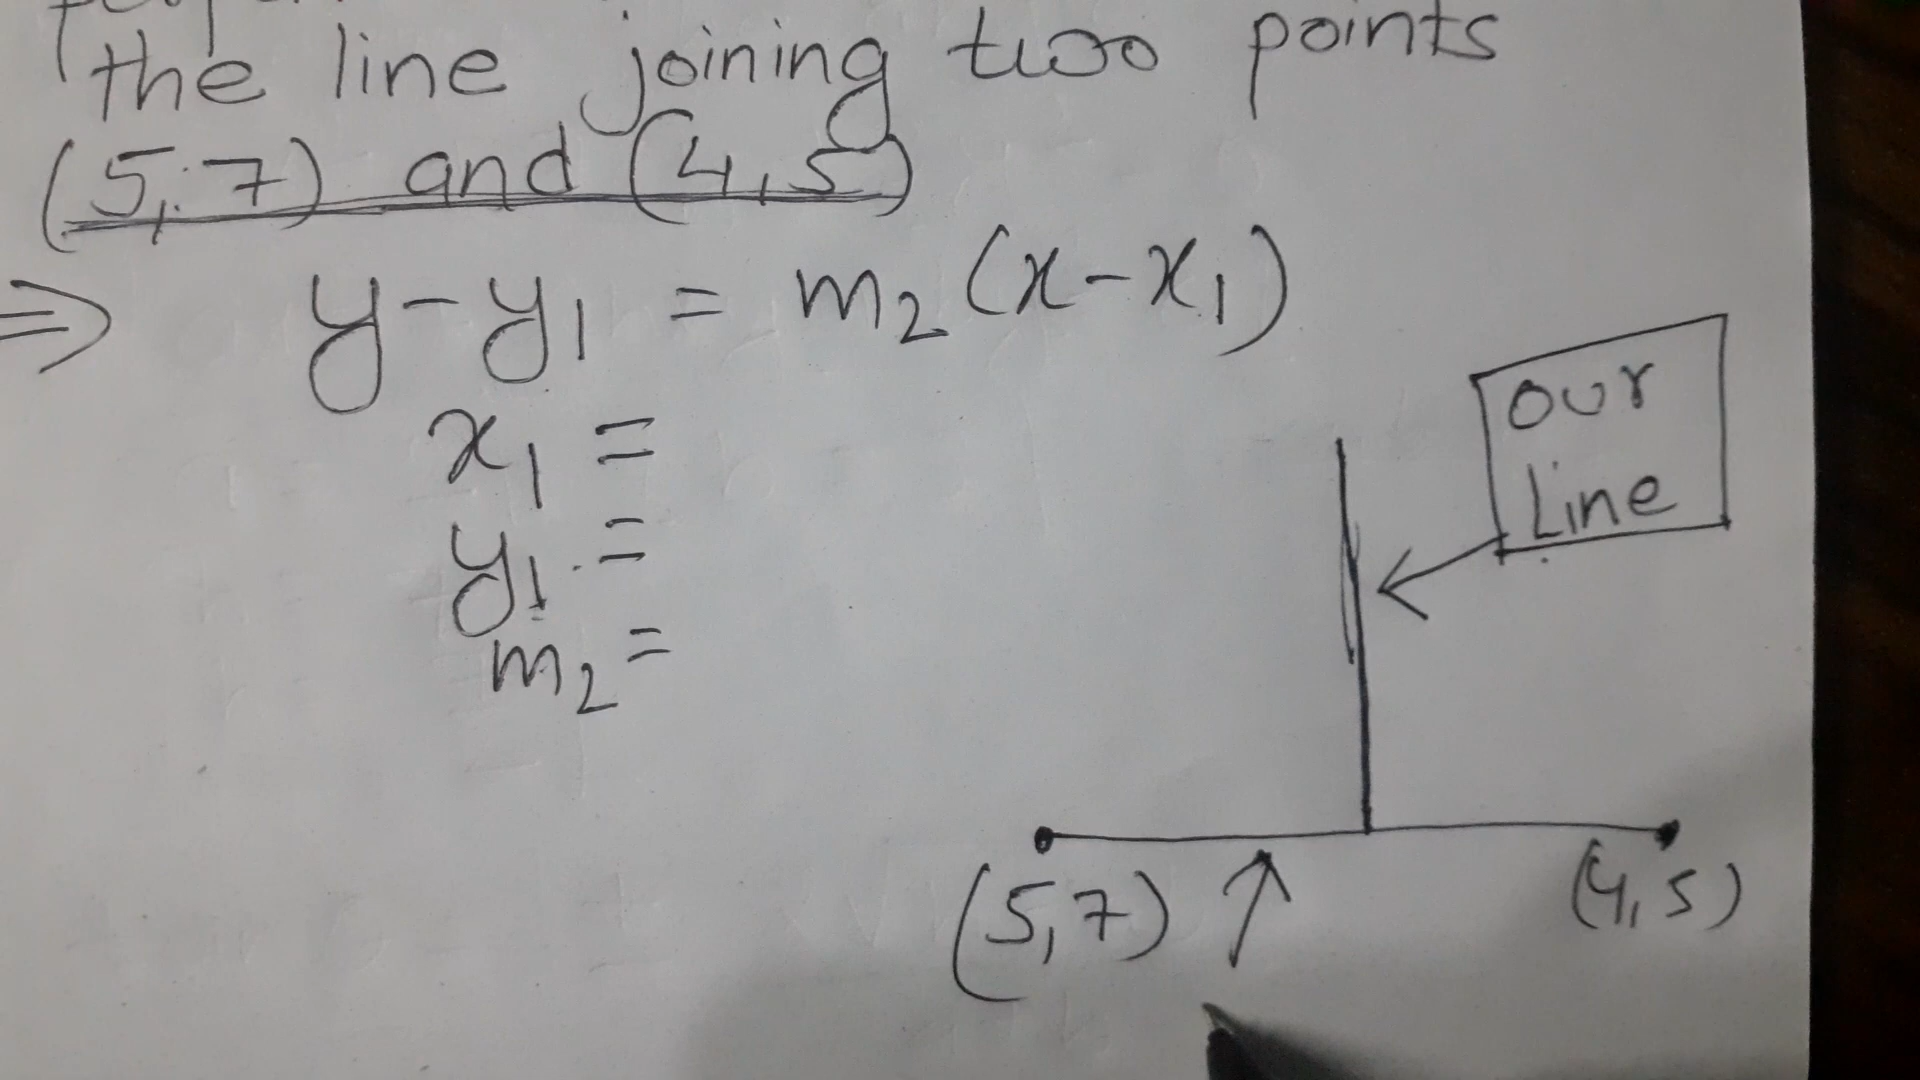 the line joining two points
(5, 7) and (4,5)
⇒ y-y₁ = m₂(x-x₁)
x₁ =
y₁ =
m₂ =
our
Line
(5,7)
(4,5)